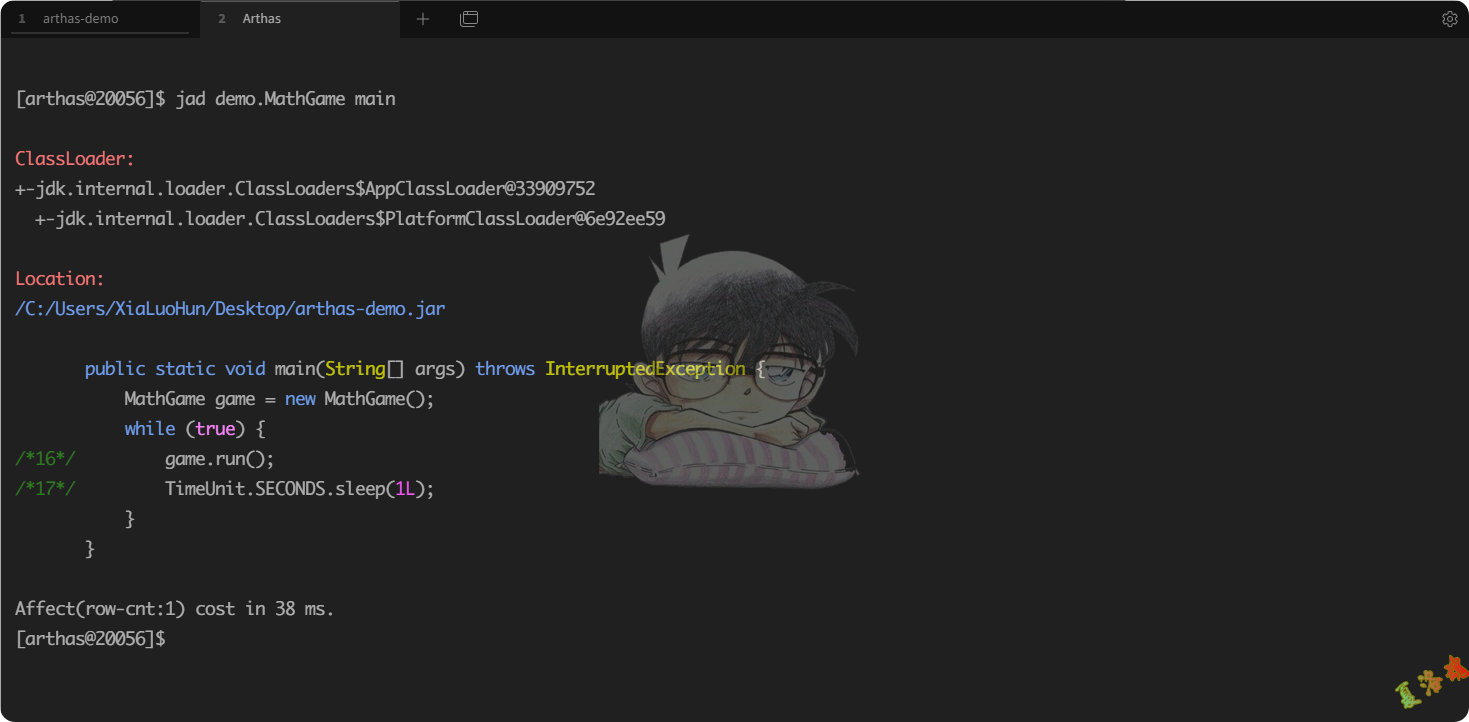 1 arthas-demo 2 Arthas
[arthas@20056]$ jad demo.MathGame main
ClassLoader:
+-jdk.internal.loader.ClassLoaders$AppClassLoader@33909752
+-jdk.internal.loader.ClassLoaders$PlatformClassLoader@6e92ee59
Location:
/C:/Users/XiaLuoHun/Desktop/arthas-demo.jar
public static void main(String[] args) throws InterruptedException {
MathGame game = new MathGame();
while (true) {
/*16*/ game.run();
/*17*/ TimeUnit.SECONDS.sleep(1L);
}
}
Affect(row-cnt:1) cost in 38 ms.
[arthas@20056]$